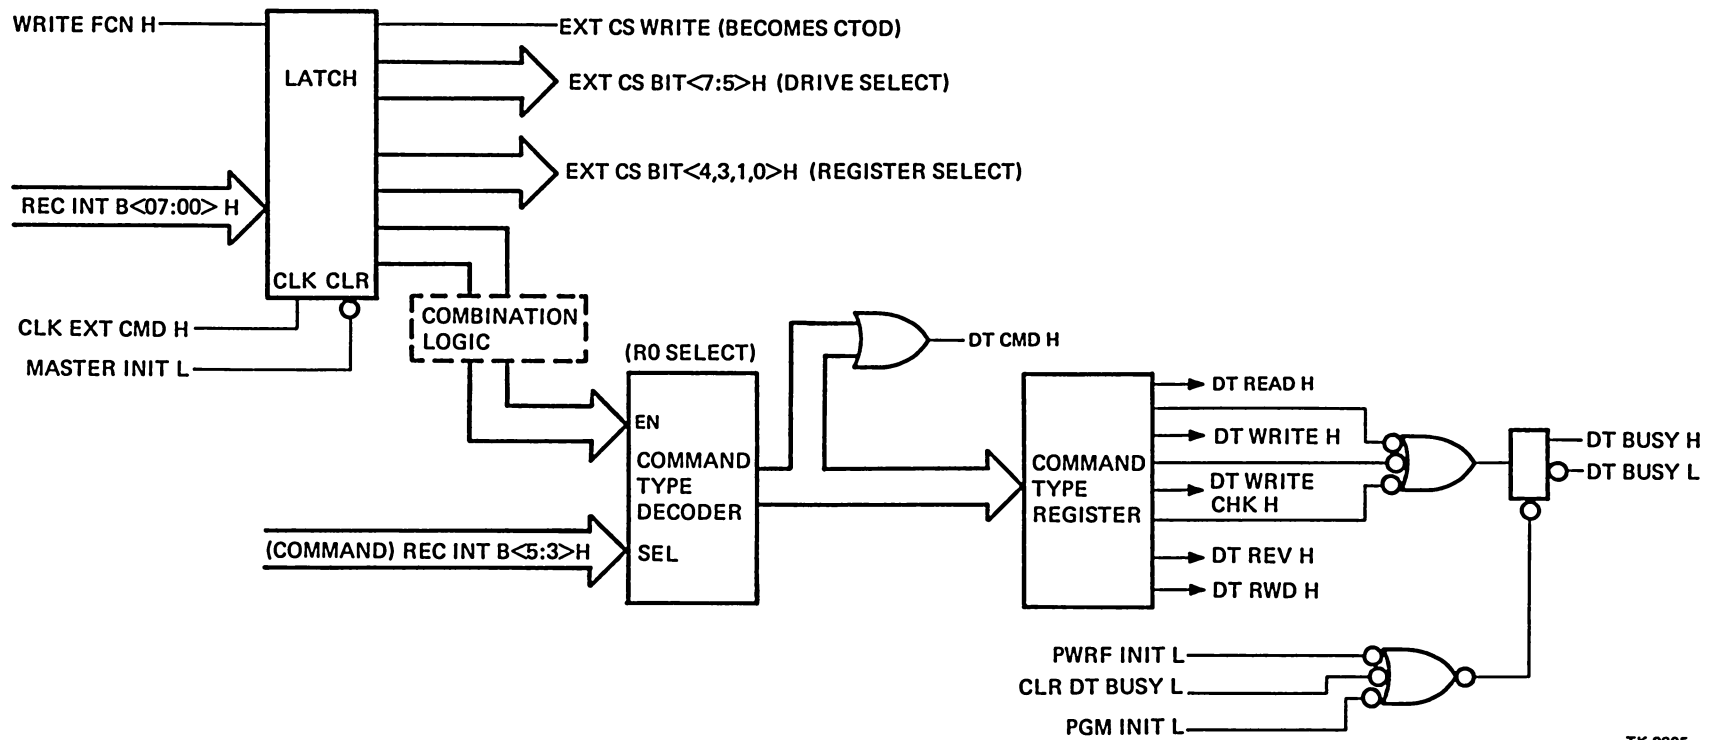 WRITE FCN H
EXT CS WRITE (BECOMES CTOD)
LATCH
EXT CS BIT<7:5>H (DRIVE SELECT)
EXT CS BIT<4,3,1,0>H (REGISTER SELECT)
REC INT B<07:00> H
CLK CLR
CLK EXT CMD H
MASTER INIT L
COMBINATION
LOGIC
(R0 SELECT)
DT CMD H
EN
COMMAND
TYPE
DECODER
SEL
(COMMAND) REC INT B<5:3>H
COMMAND
TYPE
REGISTER
DT READ H
DT WRITE H
DT WRITE
CHK H
DT REV H
DT RWD H
DT BUSY H
DT BUSY L
PWRF INIT L
CLR DT BUSY L
PGM INIT L